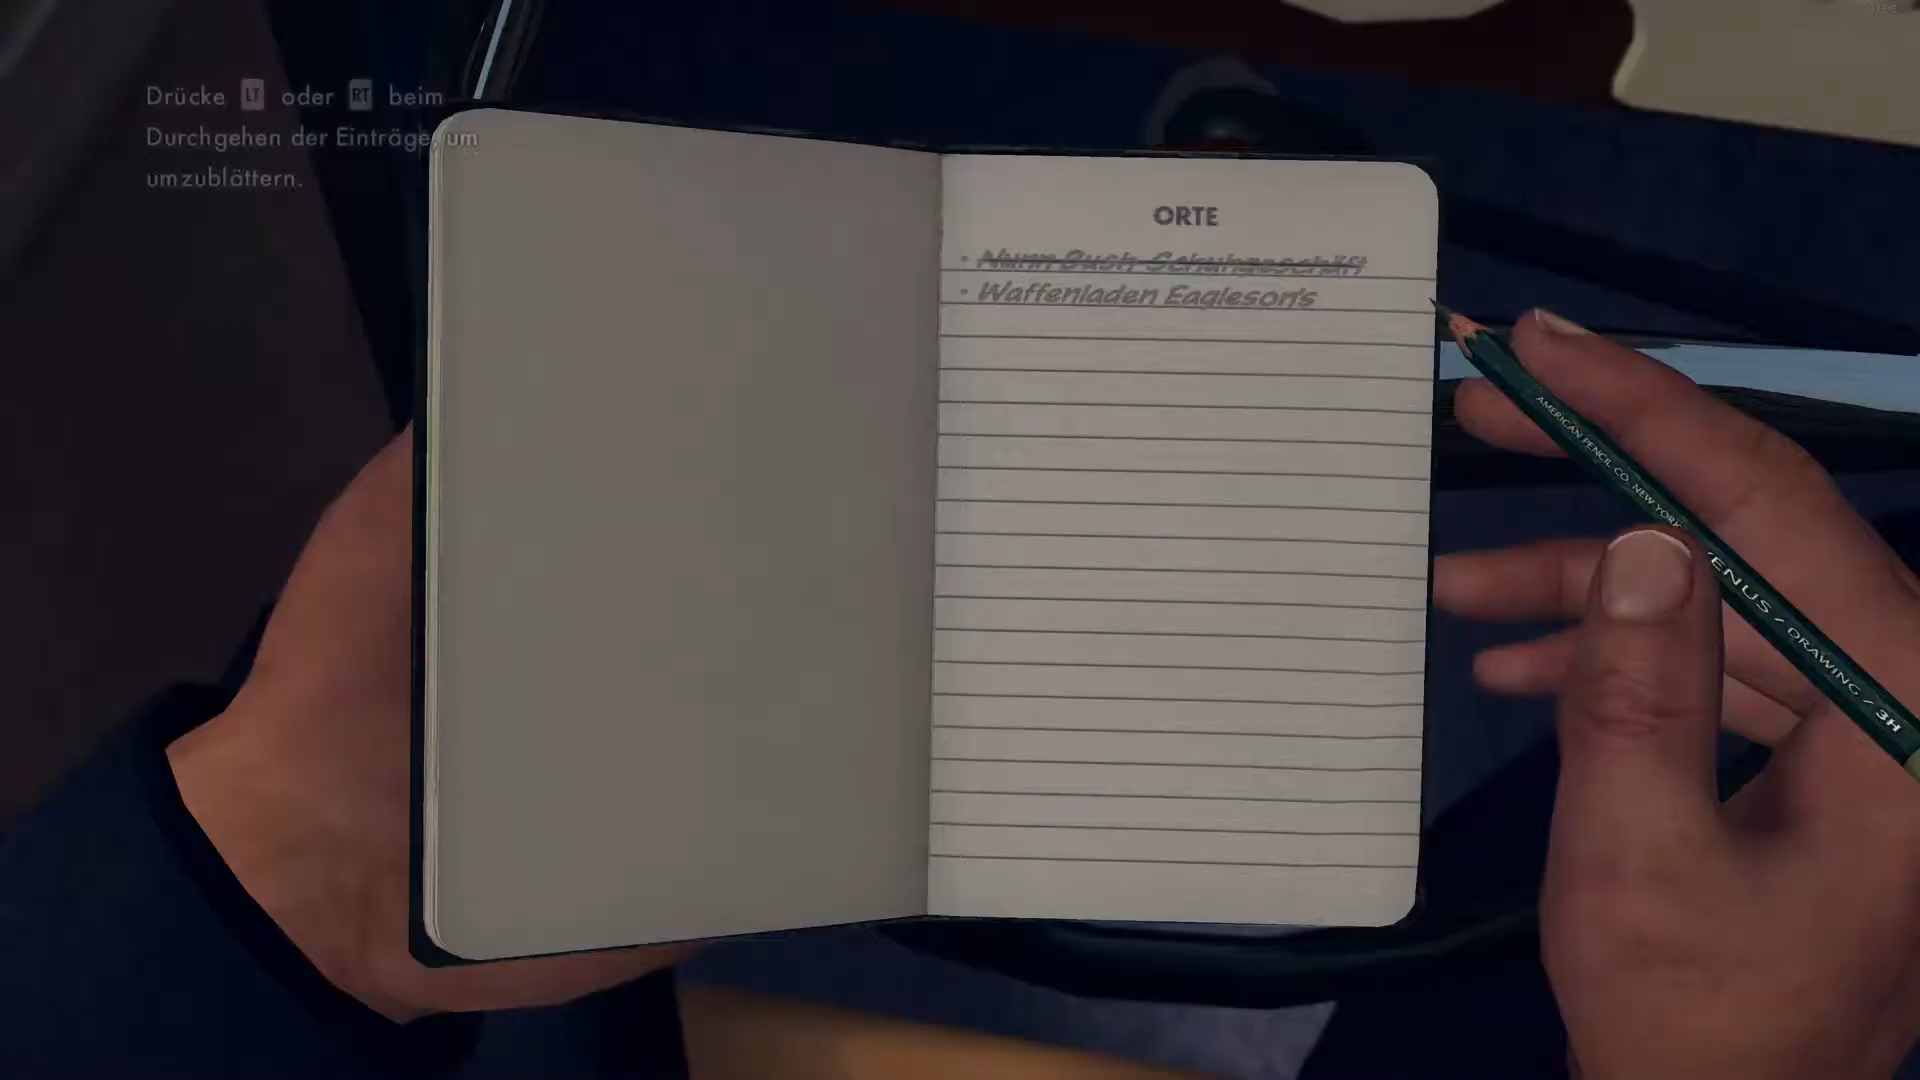 Drücke LT oder RT beim
Durchgehen der Einträge, um
umzublättern.
ORTE
• Nunn Bush Schuhgeschäft
• Waffenladen Eagleson's
AMERICAN PENCIL CO. NEW YORK
VENUS / DRAWING / 3H